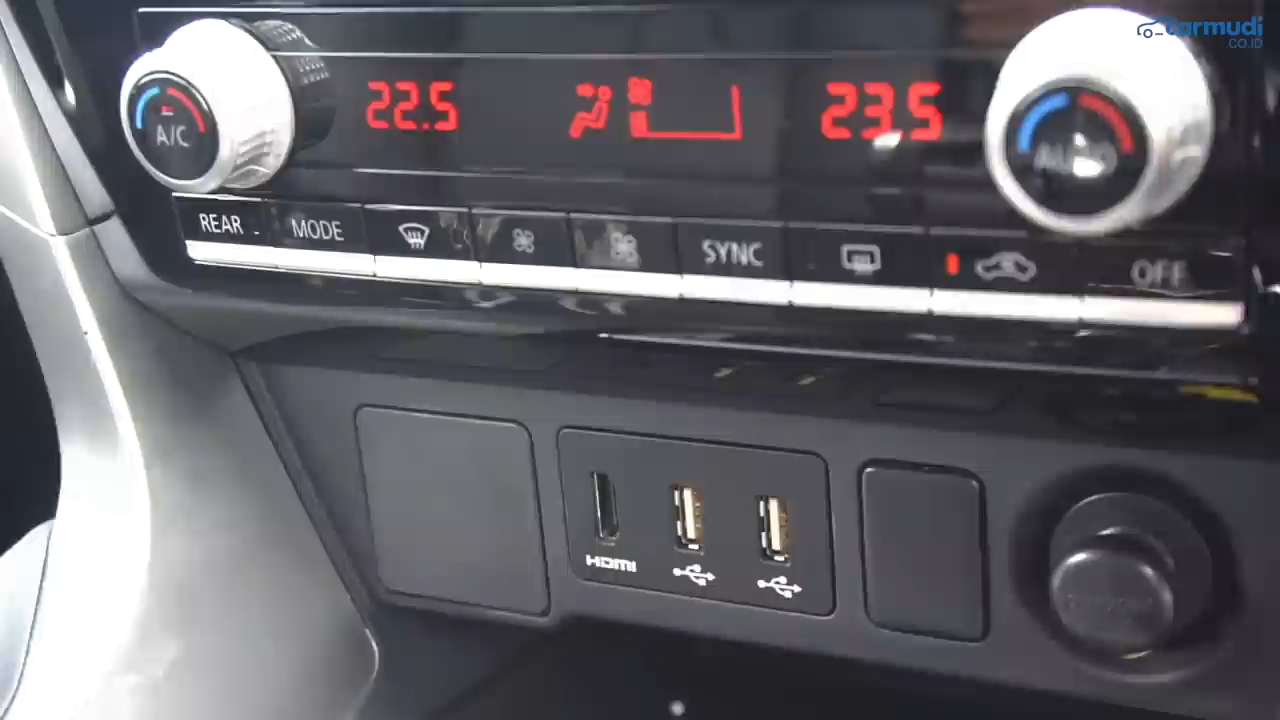 Carmudi
.CO.ID
A/C
22.5
23.5
AUTO
REAR
MODE
SYNC
OFF
HDMI